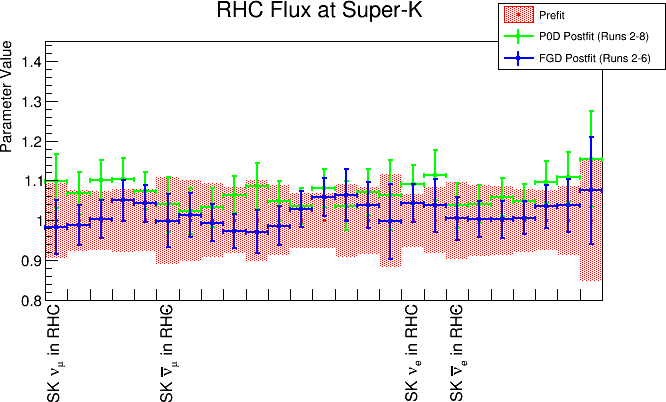 RHC Flux at Super-K
Prefit
P0D Postfit (Runs 2-8)
FGD Postfit (Runs 2-6)
Parameter Value
1.4
1.3
1.2
1.1
1
0.9
0.8
SK ν_μ in RHC
SK ν̅_μ in RHC
SK ν_e in RHC
SK ν̅_e in RHC